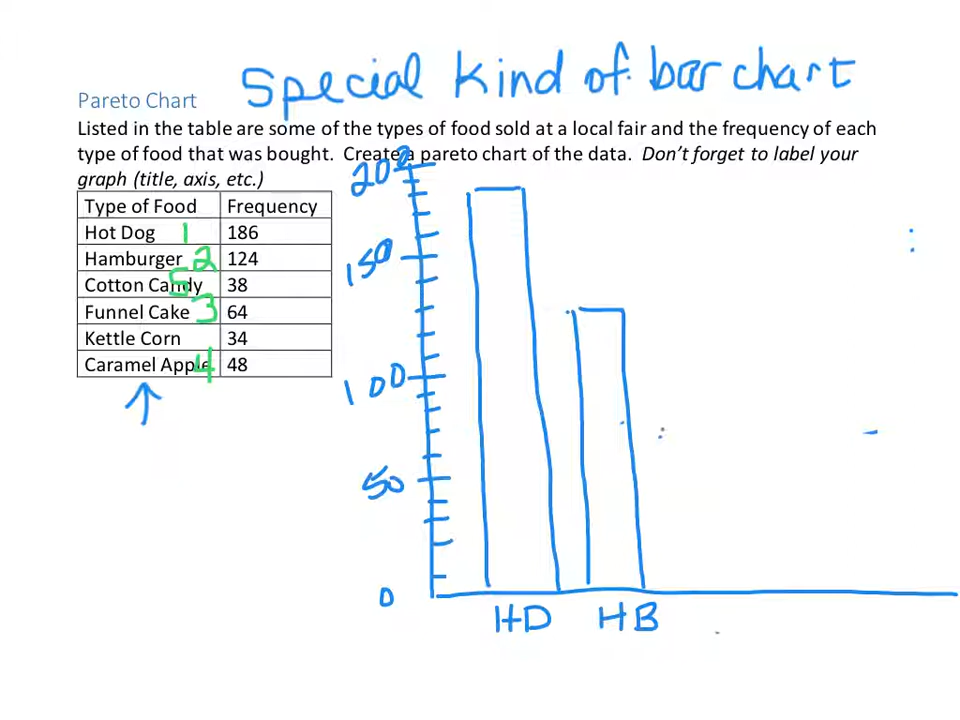 Special kind of bar chart
Pareto Chart
Listed in the table are some of the types of food sold at a local fair and the frequency of each
type of food that was bought. Create a pareto chart of the data. Don't forget to label your
graph (title, axis, etc.)
Type of Food Frequency
Hot Dog 1 186
Hamburger 2 124
Cotton Candy 5 38
Funnel Cake 3 64
Kettle Corn 34
Caramel Apple 4 48
200
150
100
50
0
HD HB